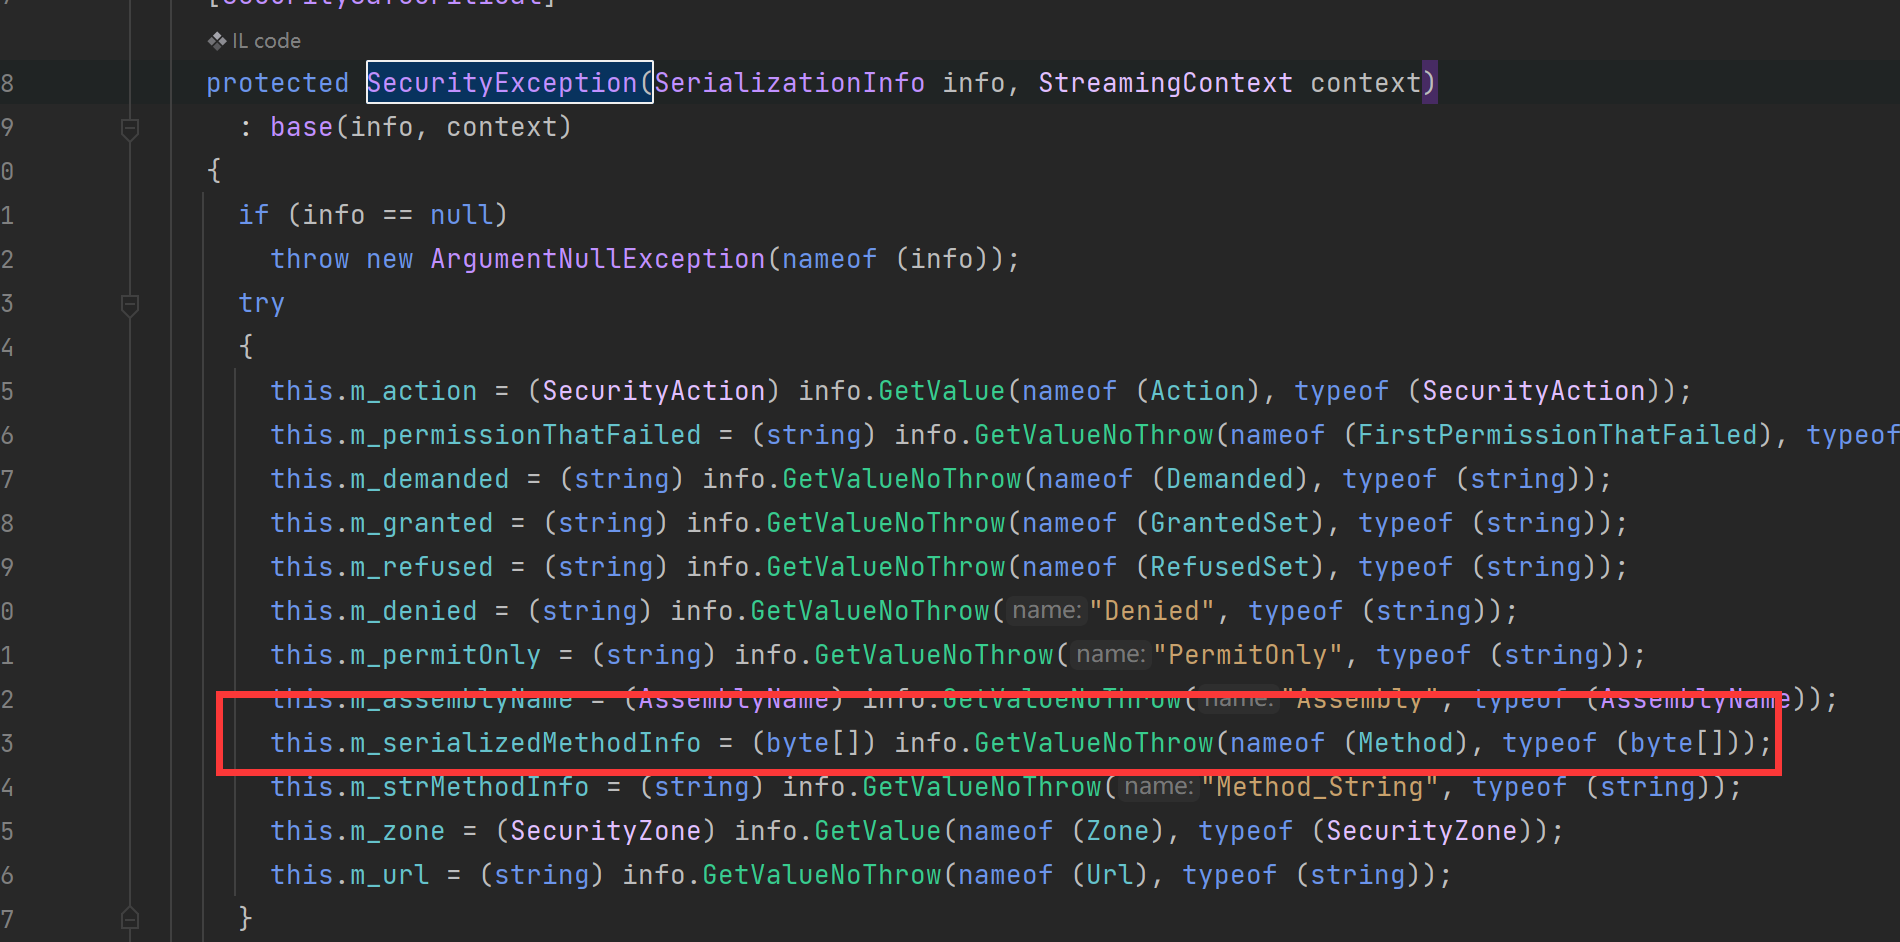 [SecuritySafeCritical]
IL code
8 protected SecurityException(SerializationInfo info, StreamingContext context)
9 : base(info, context)
0 {
1 if (info == null)
2 throw new ArgumentNullException(nameof (info));
3 try
4 {
5 this.m_action = (SecurityAction) info.GetValue(nameof (Action), typeof (SecurityAction));
6 this.m_permissionThatFailed = (string) info.GetValueNoThrow(nameof (FirstPermissionThatFailed), typeof
7 this.m_demanded = (string) info.GetValueNoThrow(nameof (Demanded), typeof (string));
8 this.m_granted = (string) info.GetValueNoThrow(nameof (GrantedSet), typeof (string));
9 this.m_refused = (string) info.GetValueNoThrow(nameof (RefusedSet), typeof (string));
0 this.m_denied = (string) info.GetValueNoThrow( name: "Denied", typeof (string));
1 this.m_permitOnly = (string) info.GetValueNoThrow( name: "PermitOnly", typeof (string));
2 this.m_assemblyName = (AssemblyName) info.GetValueNoThrow( name: "Assembly", typeof (AssemblyName));
3 this.m_serializedMethodInfo = (byte[]) info.GetValueNoThrow(nameof (Method), typeof (byte[]));
4 this.m_strMethodInfo = (string) info.GetValueNoThrow( name: "Method_String", typeof (string));
5 this.m_zone = (SecurityZone) info.GetValue(nameof (Zone), typeof (SecurityZone));
6 this.m_url = (string) info.GetValueNoThrow(nameof (Url), typeof (string));
7 }